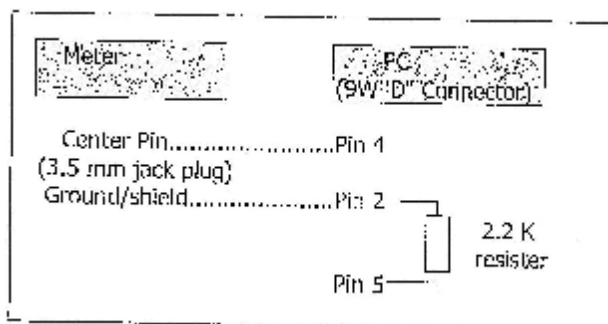 Meter
PC
(9W "D" Connector)
Center Pin....................Pin 4
(3.5 mm jack plug)
Ground/shield..................Pin 2
2.2 K
resister
Pin 5